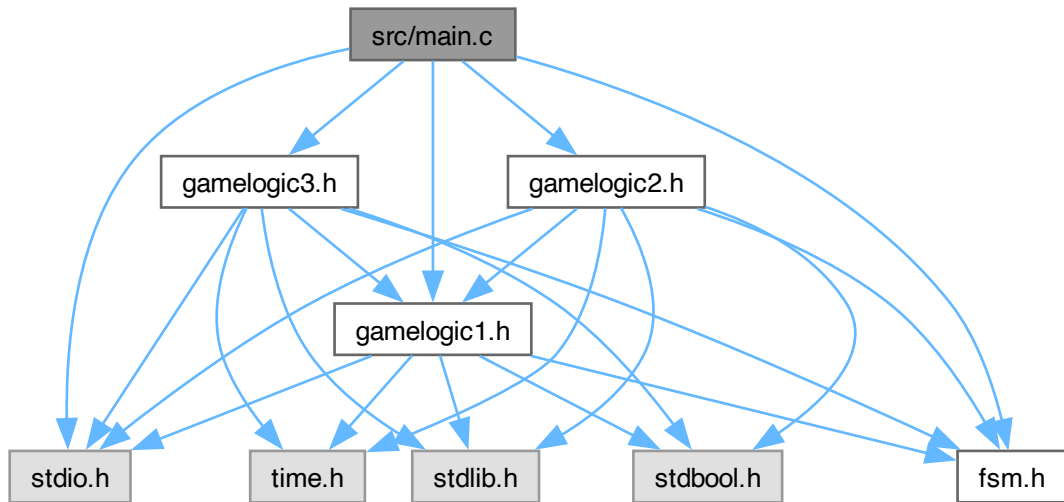 src/main.c
gamelogic3.h
gamelogic2.h
gamelogic1.h
stdio.h
time.h
stdlib.h
stdbool.h
fsm.h